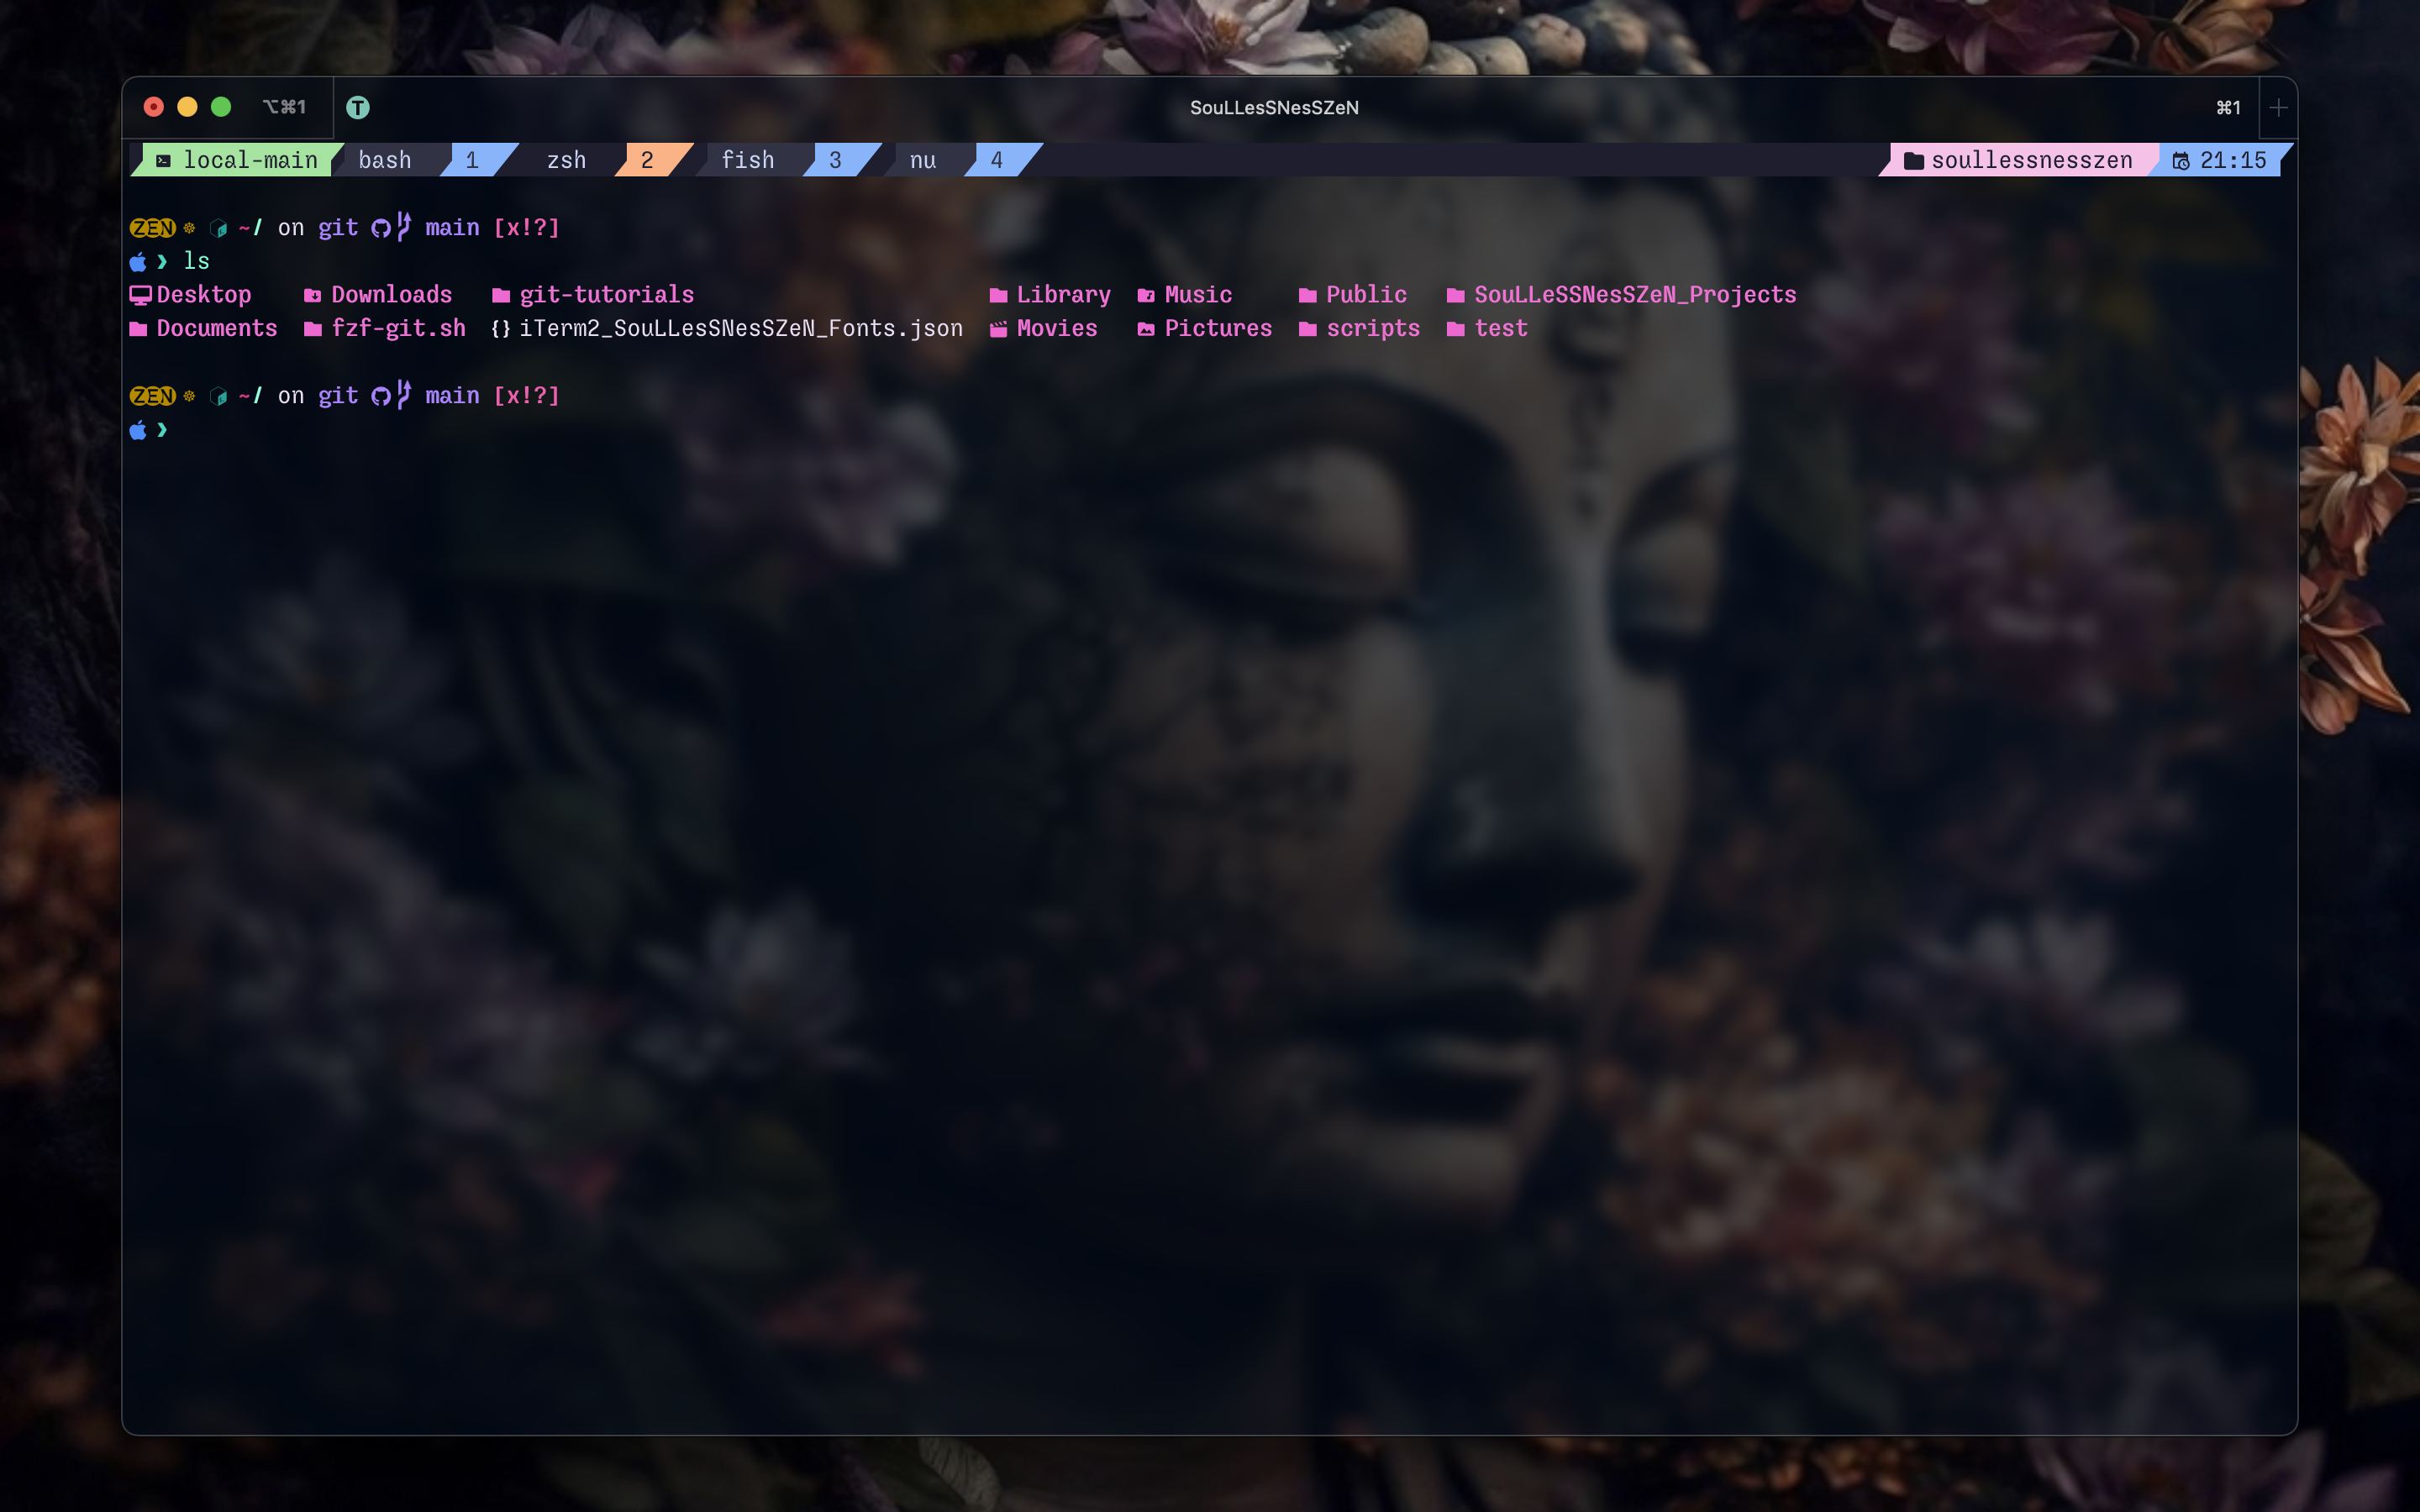 ⌥⌘1 T SouLLesSNesSZeN ⌘1 +
local-main bash 1 zsh 2 fish 3 nu 4 soullessnesszen 21:15
ZEN ☸ ~/ on git main [x!?]
❯ ls
Desktop Downloads git-tutorials Library Music Public SouLLeSSNesSZeN_Projects
Documents fzf-git.sh {} iTerm2_SouLLesSNesSZeN_Fonts.json Movies Pictures scripts test
ZEN ☸ ~/ on git main [x!?]
❯